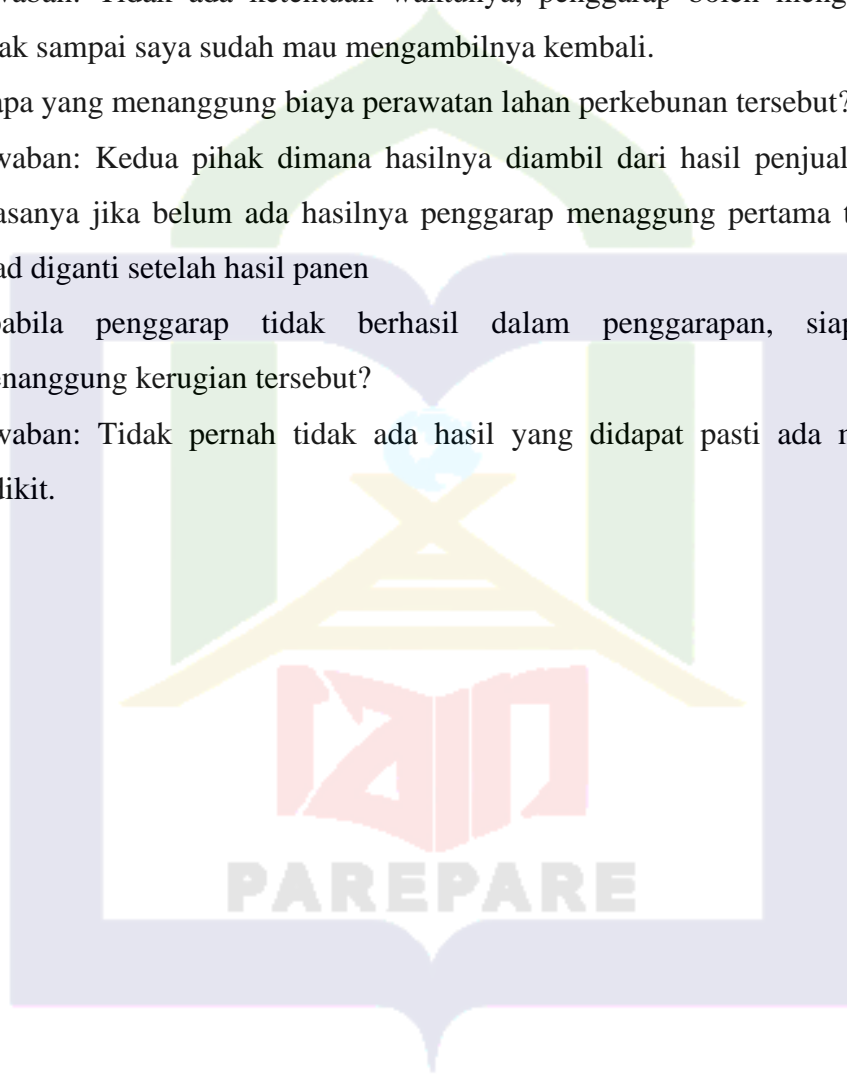 waban: Tidak ada ketentuan waktunya, penggarap boleh meng
ak sampai saya sudah mau mengambilnya kembali.
apa yang menanggung biaya perawatan lahan perkebunan tersebut?
waban: Kedua pihak dimana hasilnya diambil dari hasil penjual
asanya jika belum ada hasilnya penggarap menaggung pertama t
ad diganti setelah hasil panen
abila penggarap tidak berhasil dalam penggarapan, siap
enanggung kerugian tersebut?
waban: Tidak pernah tidak ada hasil yang didapat pasti ada m
dikit.
iain
PAREPARE